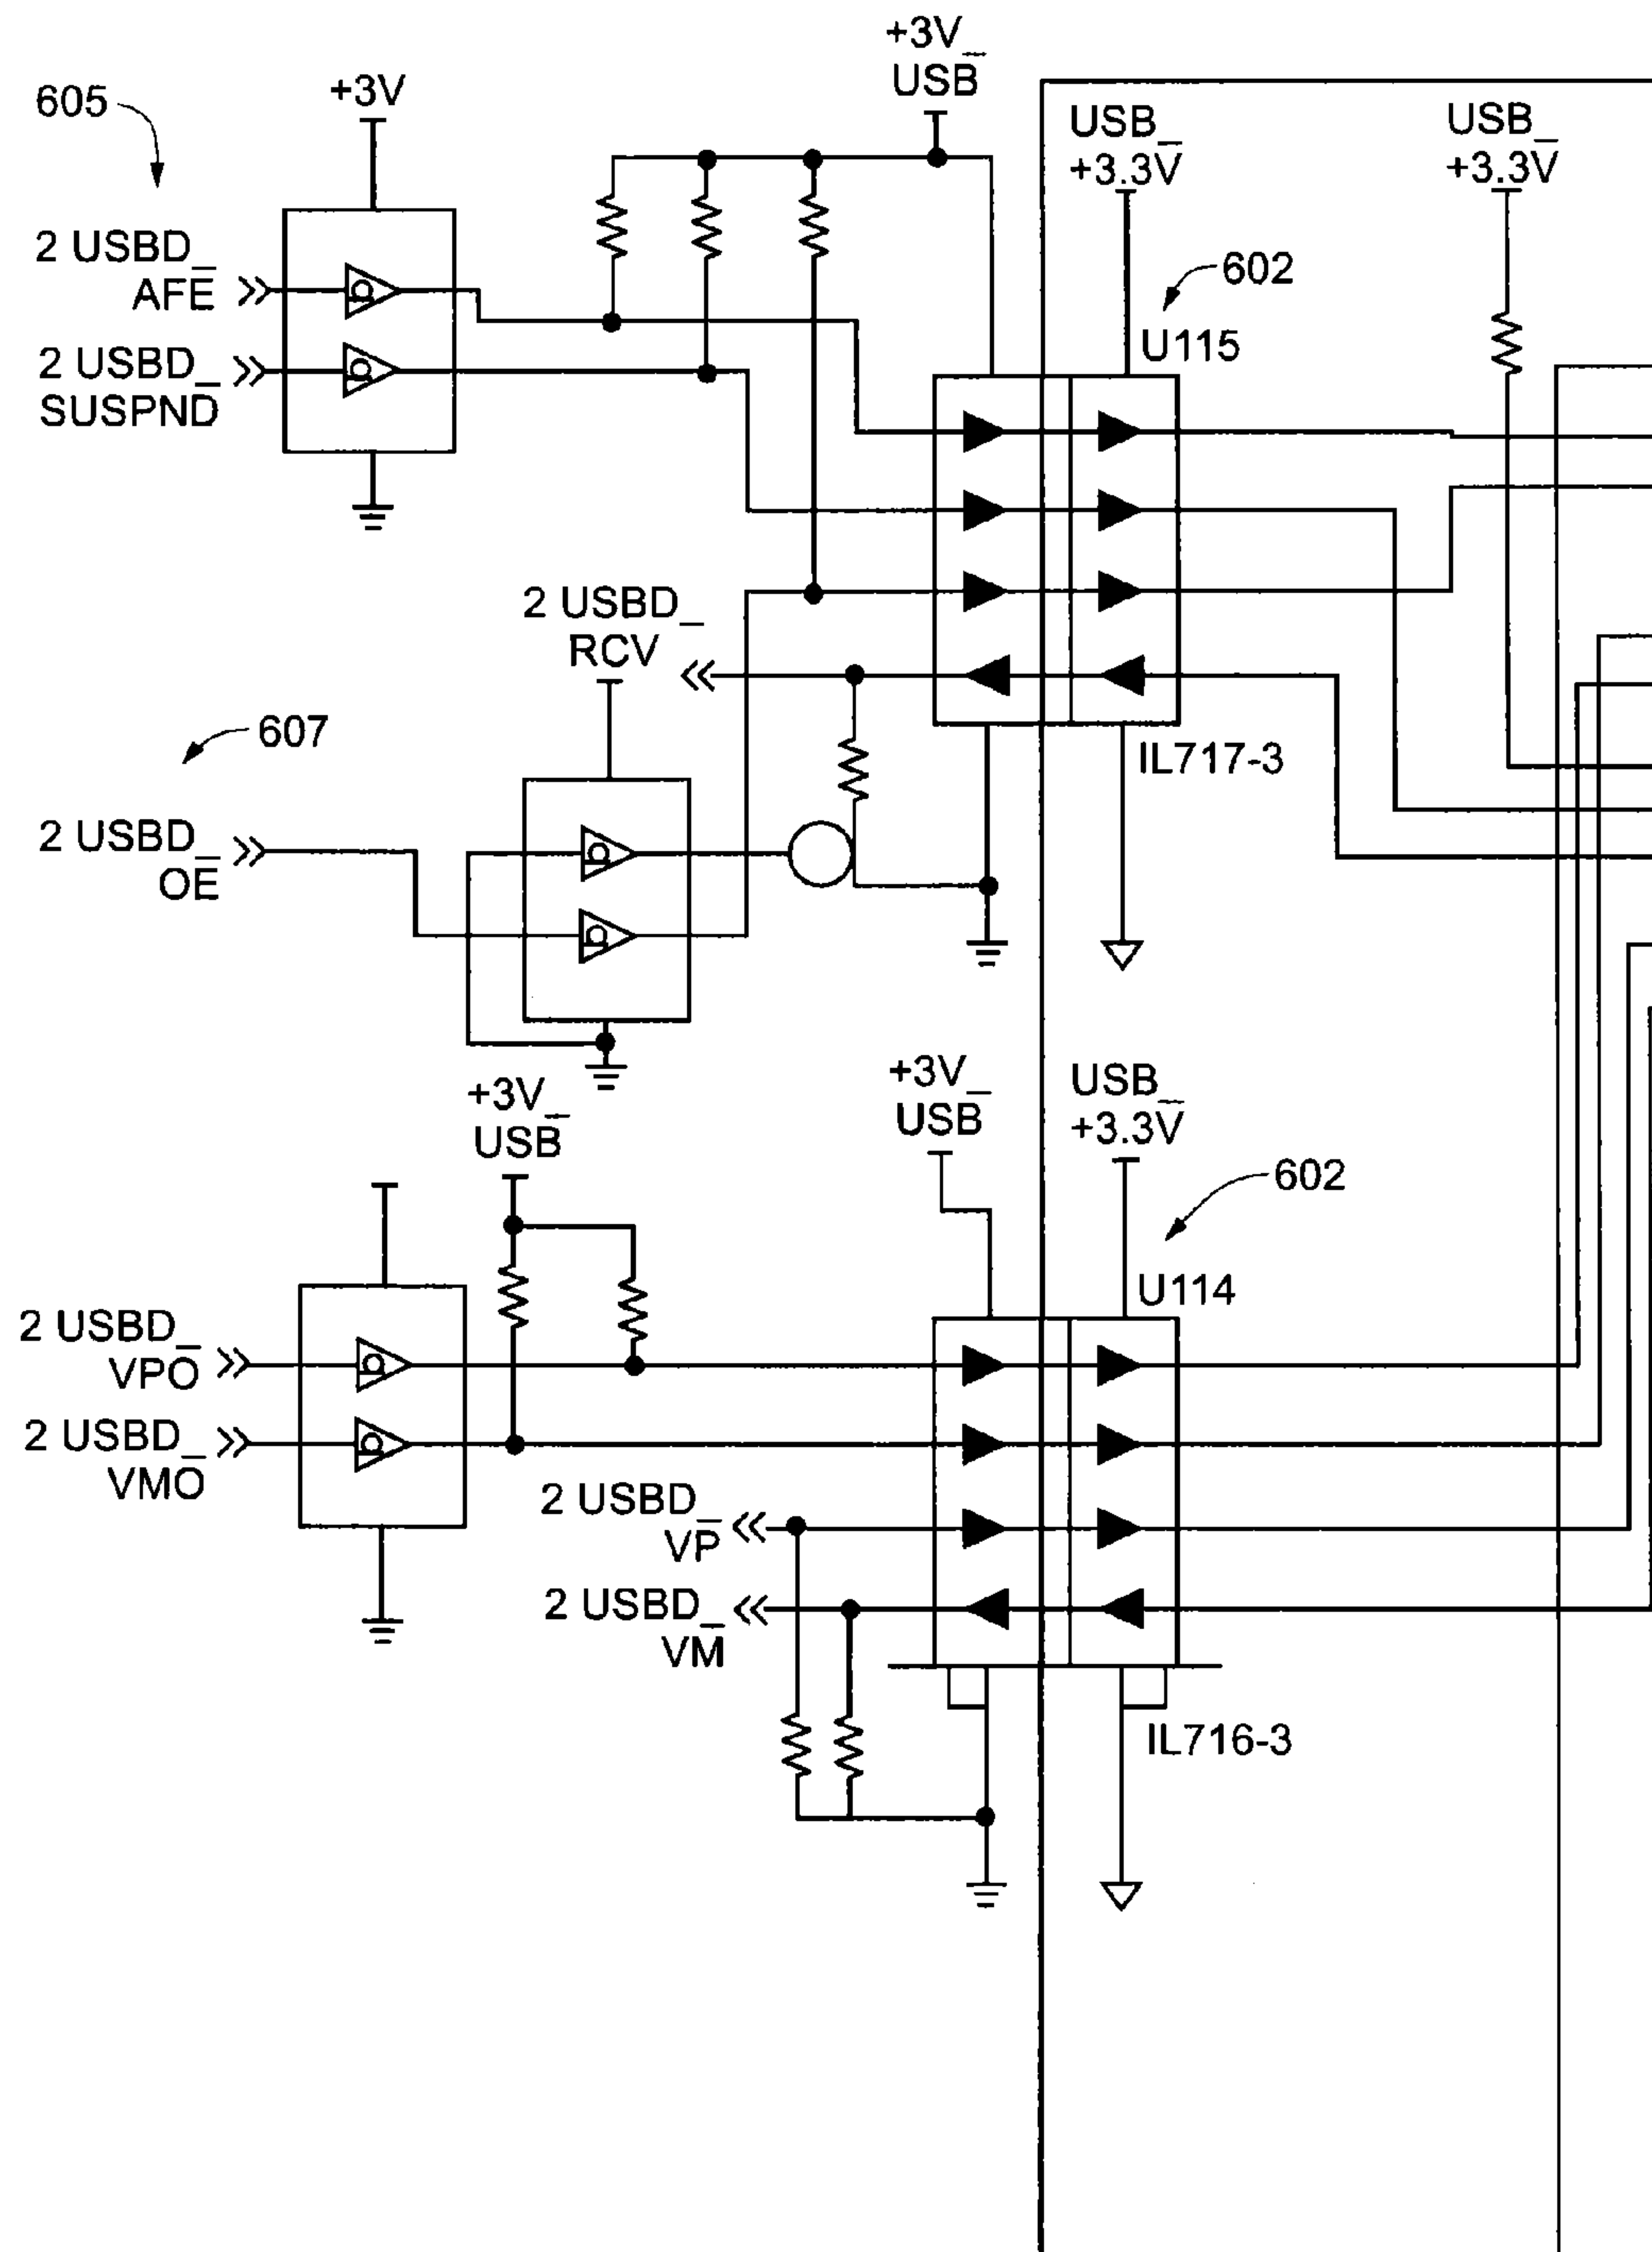 +3V_
USB
605
+3V
USB_
+3.3V
USB_
+3.3V
2 USBD_
AFE
602
U115
2 USBD_
SUSPND
2 USBD_
RCV
607
IL717-3
2 USBD_
OE
+3V_
USB
+3V_
USB
USB_
+3.3V
602
U114
2 USBD_
VPO
2 USBD_
VMO
2 USBD_
VP
2 USBD_
VM
IL716-3